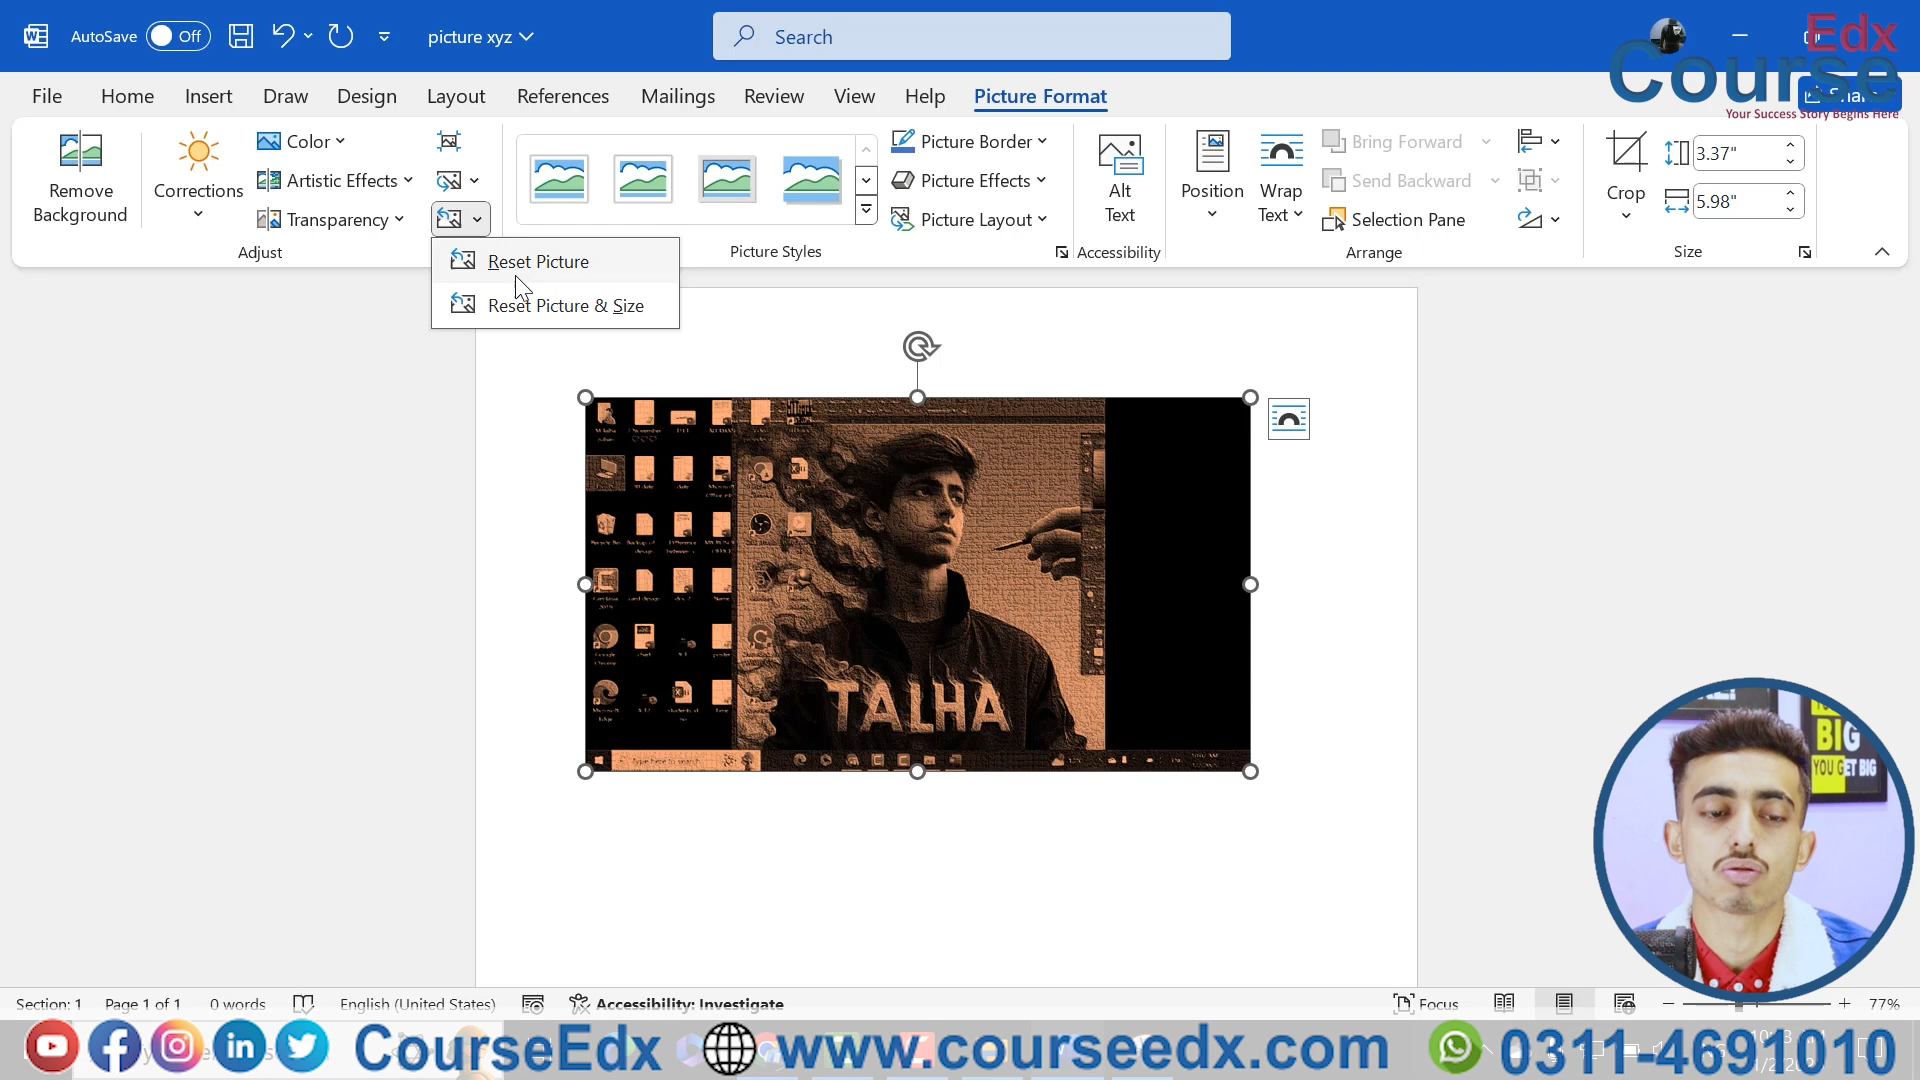 AutoSave Off picture xyz Search
Edx
Course
Your Success Story Begins Here
File Home Insert Draw Design Layout References Mailings Review View Help Picture Format
Remove Background
Corrections
Color
Artistic Effects
Transparency
Adjust
Reset Picture
Reset Picture & Size
Picture Styles
Picture Border
Picture Effects
Picture Layout
Alt Text
Accessibility
Position
Wrap Text
Bring Forward
Send Backward
Selection Pane
Arrange
Crop
3.37"
5.98"
Size
TALHA
Type here to search
BIG
YOU GET BIG
Section: 1 Page 1 of 1 0 words English (United States) Accessibility: Investigate Focus 77%
CourseEdx www.courseedx.com 0311-4691010